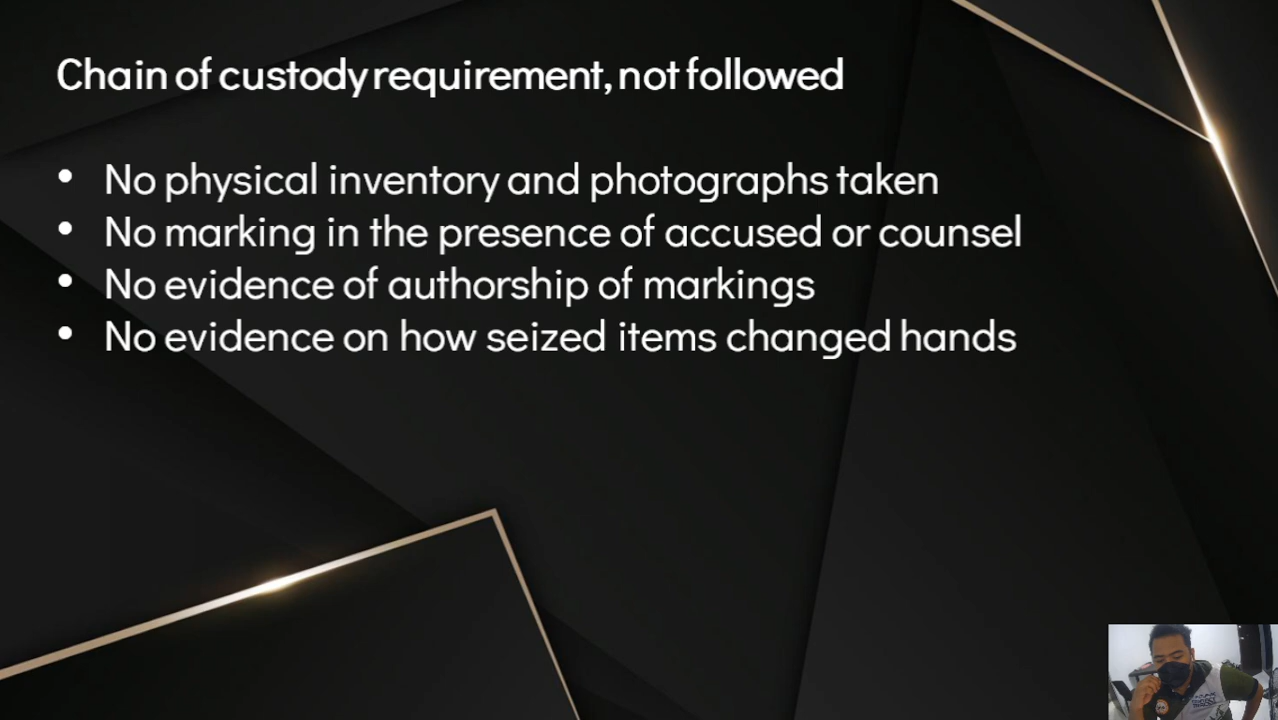 Chain of custody requirement, not followed
• No physical inventory and photographs taken
• No marking in the presence of accused or counsel
• No evidence of authorship of markings
• No evidence on how seized items changed hands